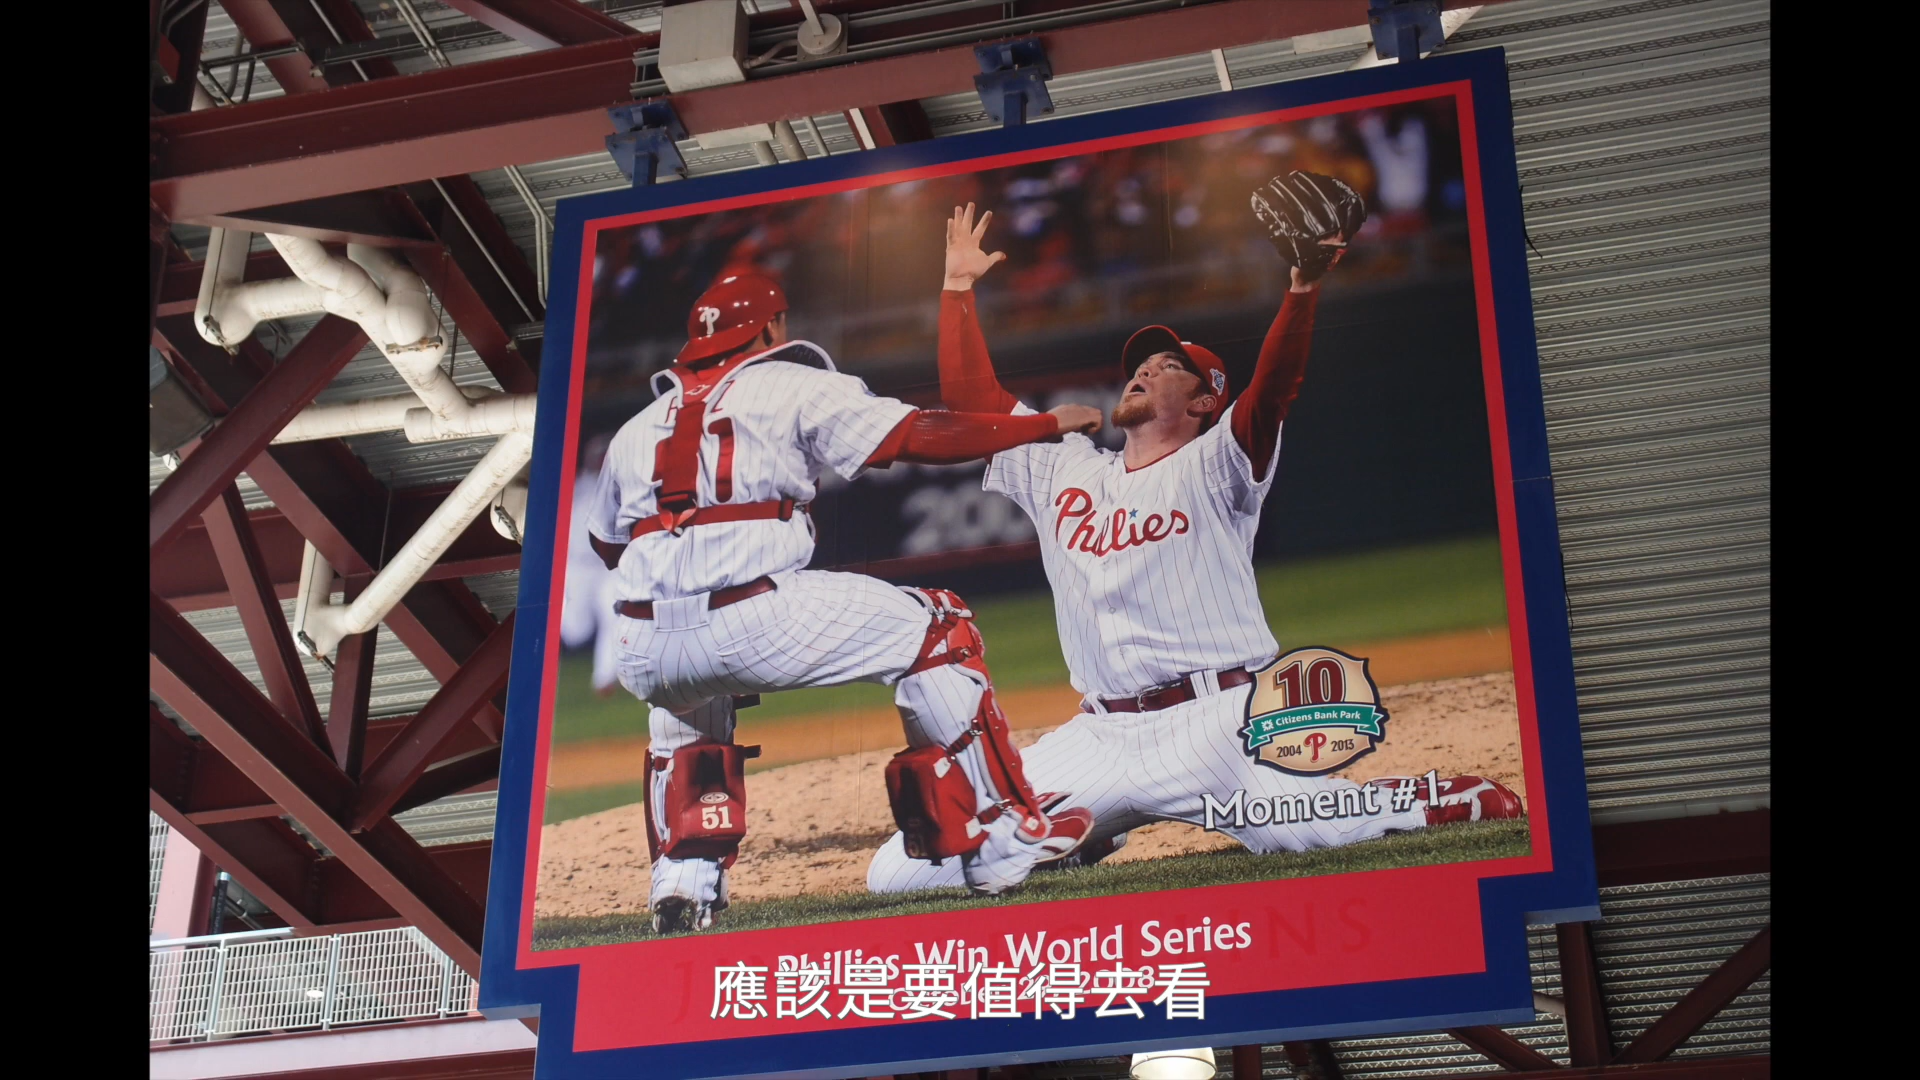 P
Phillies
51
10
Citizens Bank Park
2004 P 2013
Moment #1
Phillies Win World Series
應該是要值得去看